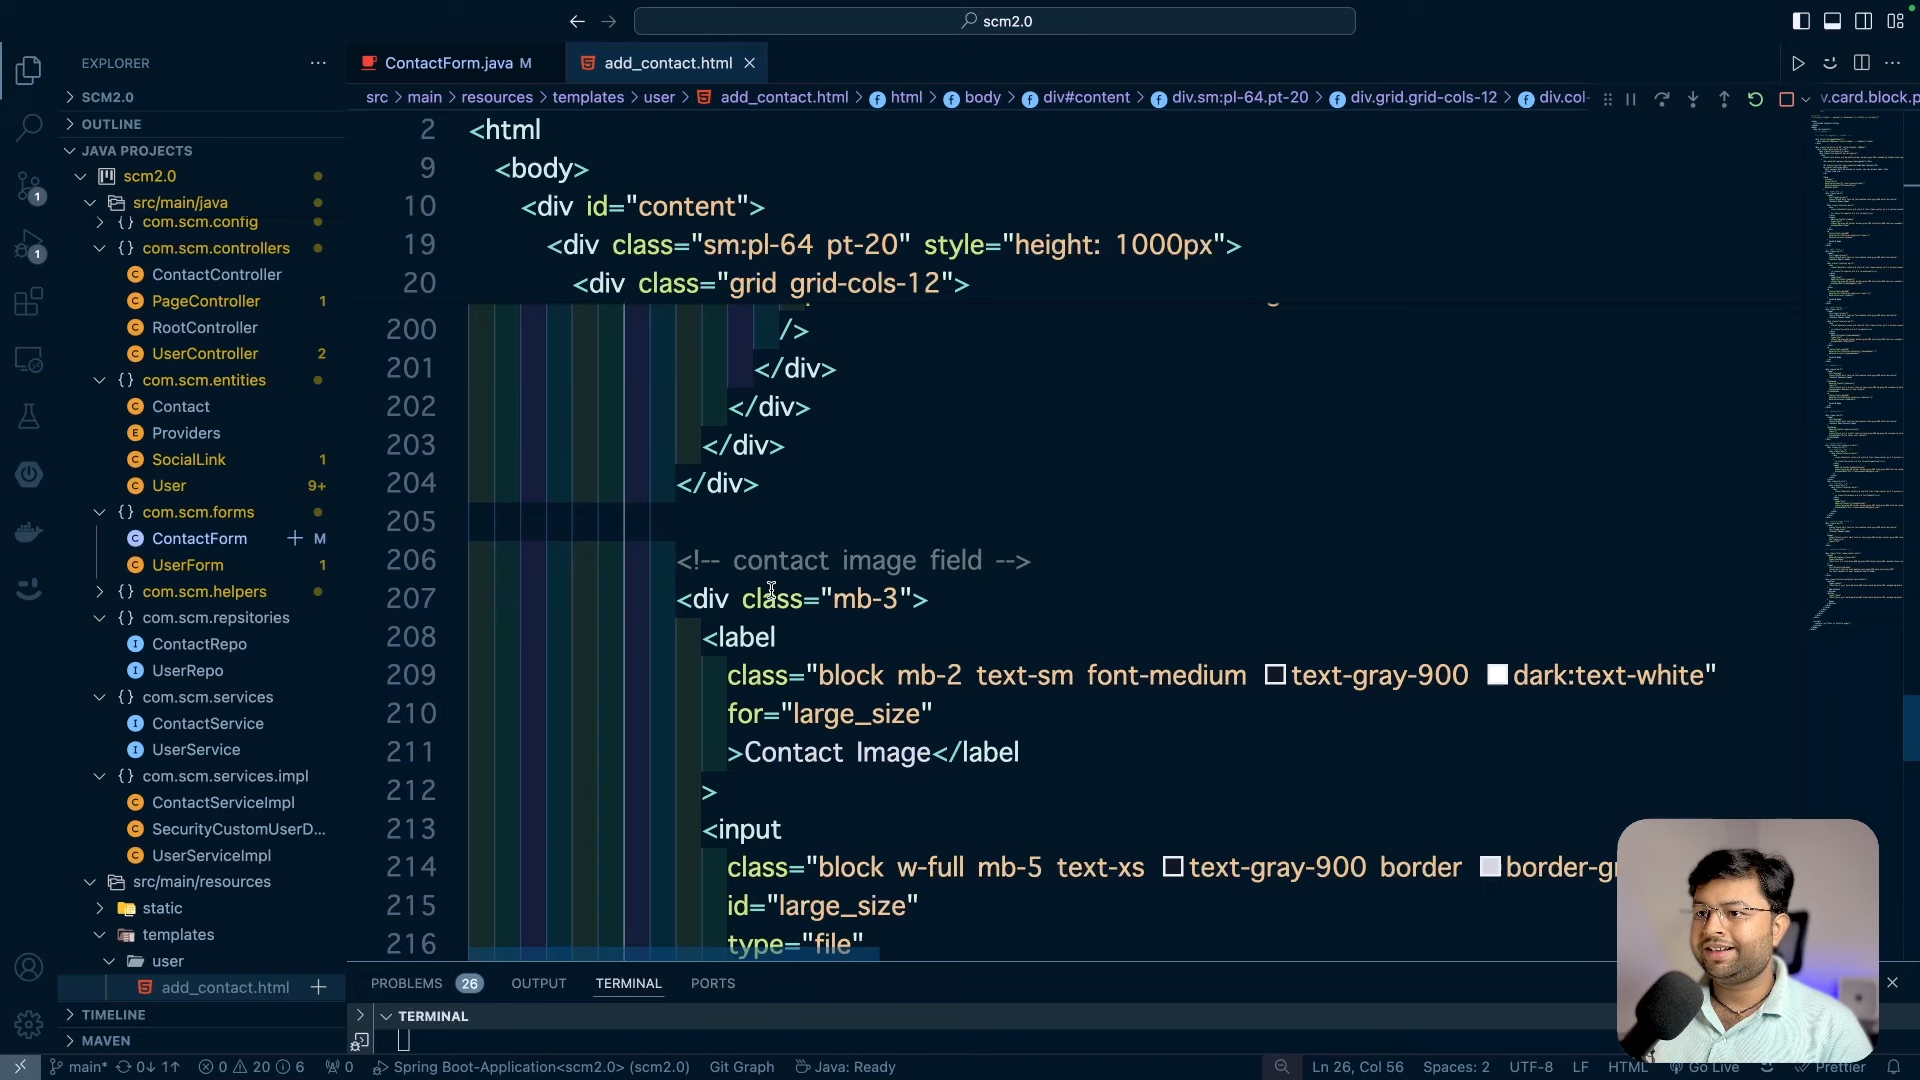 scm2.0
EXPLORER
ContactForm.java M
add_contact.html
SCM2.0
src > main > resources > templates > user > add_contact.html > html > body > div#content > div.sm:pl-64.pt-20 > div.grid.grid-cols-12 > div.col-
v.card.block.p
OUTLINE
JAVA PROJECTS
scm2.0
src/main/java
com.scm.config
com.scm.controllers
ContactController
PageController 1
RootController
UserController 2
com.scm.entities
Contact
Providers
SocialLink 1
User 9+
com.scm.forms
ContactForm M
UserForm 1
com.scm.helpers
com.scm.repsitories
ContactRepo
UserRepo
com.scm.services
ContactService
UserService
com.scm.services.impl
ContactServiceImpl
SecurityCustomUserD...
UserServiceImpl
src/main/resources
static
templates
user
add_contact.html
TIMELINE
MAVEN
1
1
2 <html
9 <body>
10 <div id="content">
19 <div class="sm:pl-64 pt-20" style="height: 1000px">
20 <div class="grid grid-cols-12">
200 />
201 </div>
202 </div>
203 </div>
204 </div>
205
206 <!-- contact image field -->
207 <div class="mb-3">
208 <label
209 class="block mb-2 text-sm font-medium text-gray-900 dark:text-white"
210 for="large_size"
211 >Contact Image</label
212 >
213 <input
214 class="block w-full mb-5 text-xs text-gray-900 border border-gr
215 id="large_size"
216 type="file"
PROBLEMS 26 OUTPUT TERMINAL PORTS
TERMINAL
main* 0↓ 1↑ 0 20 6 0 Spring Boot-Application<scm2.0> (scm2.0) Git Graph Java: Ready Ln 26, Col 56 Spaces: 2 UTF-8 LF HTML Go Live Prettier